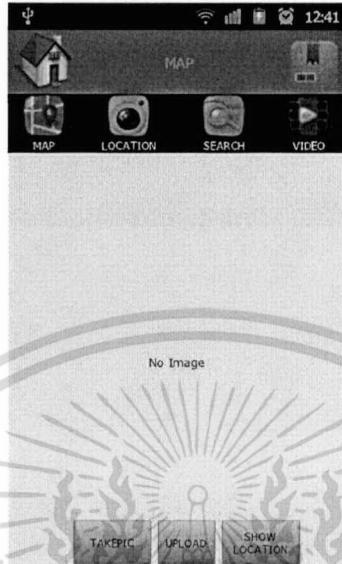 12:41
MAP
MAP LOCATION SEARCH VIDEO
No Image
TAKEPIC UPLOAD SHOW
LOCATION